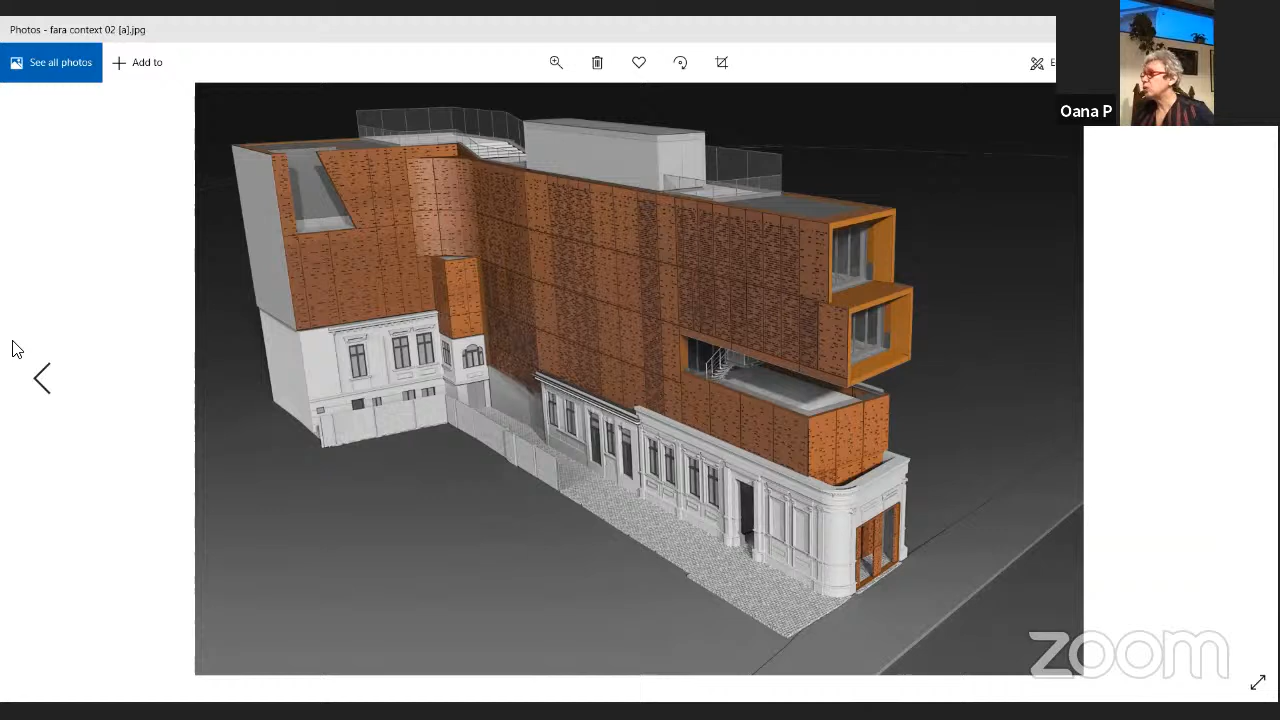 Photos - fara context 02 [a].jpg
See all photos
Add to
E
Oana P
zoom